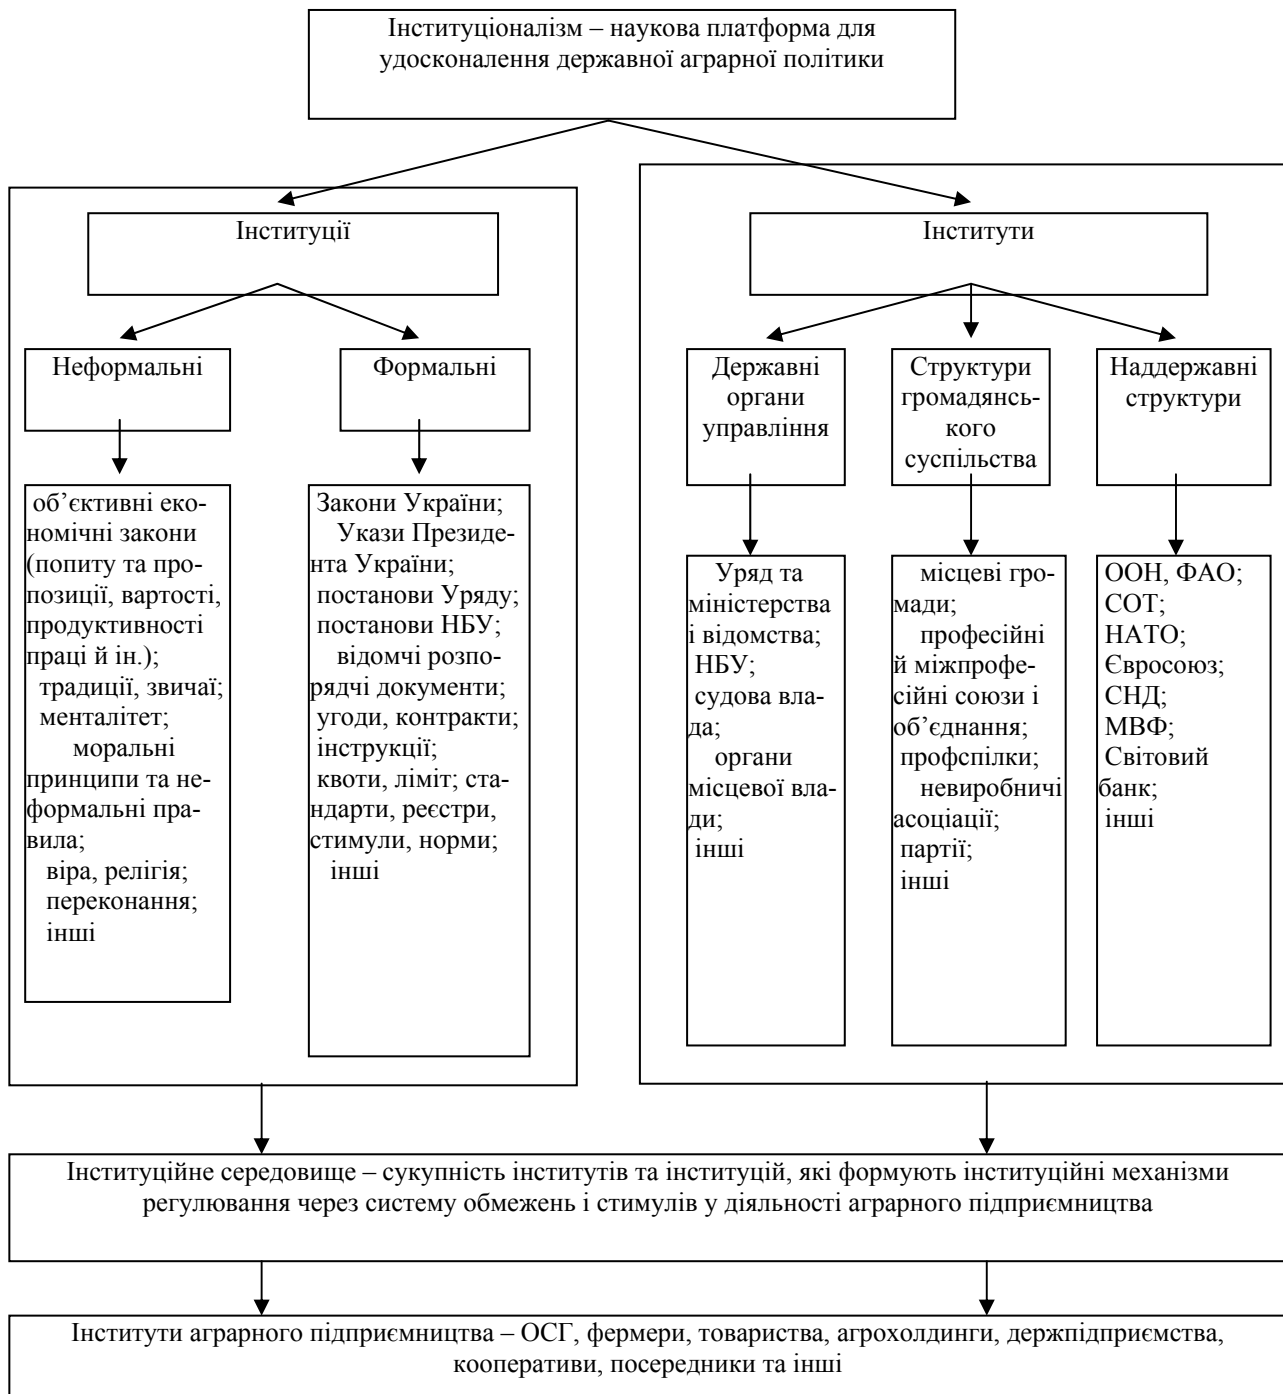 Інституціоналізм – наукова платформа для
удосконалення державної аграрної політики
Інституції
Неформальні
Формальні
об’єктивні еко-
номічні закони
(попиту та про-
позиції, вартості,
продуктивності
праці й ін.);
традиції, звичаї;
менталітет;
моральні
принципи та не-
формальні пра-
вила;
віра, релігія;
переконання;
інші
Закони України;
Укази Президе-
нта України;
постанови Уряду;
постанови НБУ;
відомчі розпо-
рядчі документи;
угоди, контракти;
інструкції;
квоти, ліміт; ста-
ндарти, реєстри,
стимули, норми;
інші
Інститути
Державні
органи
управління
Структури
громадянсь-
кого
суспільства
Наддержавні
структури
Уряд та
міністерства
і відомства;
НБУ;
судова вла-
да;
органи
місцевої вла-
ди;
інші
місцеві гро-
мади;
професійні
й міжпрофе-
сійні союзи і
об’єднання;
профспілки;
невиробничі
асоціації;
партії;
інші
ООН, ФАО;
СОТ;
НАТО;
Євросоюз;
СНД;
МВФ;
Світовий
банк;
інші
Інституційне середовище – сукупність інститутів та інституцій, які формують інституційні механізми
регулювання через систему обмежень і стимулів у діяльності аграрного підприємництва
Інститути аграрного підприємництва – ОСГ, фермери, товариства, агрохолдинги, держпідприємства,
кооперативи, посередники та інші